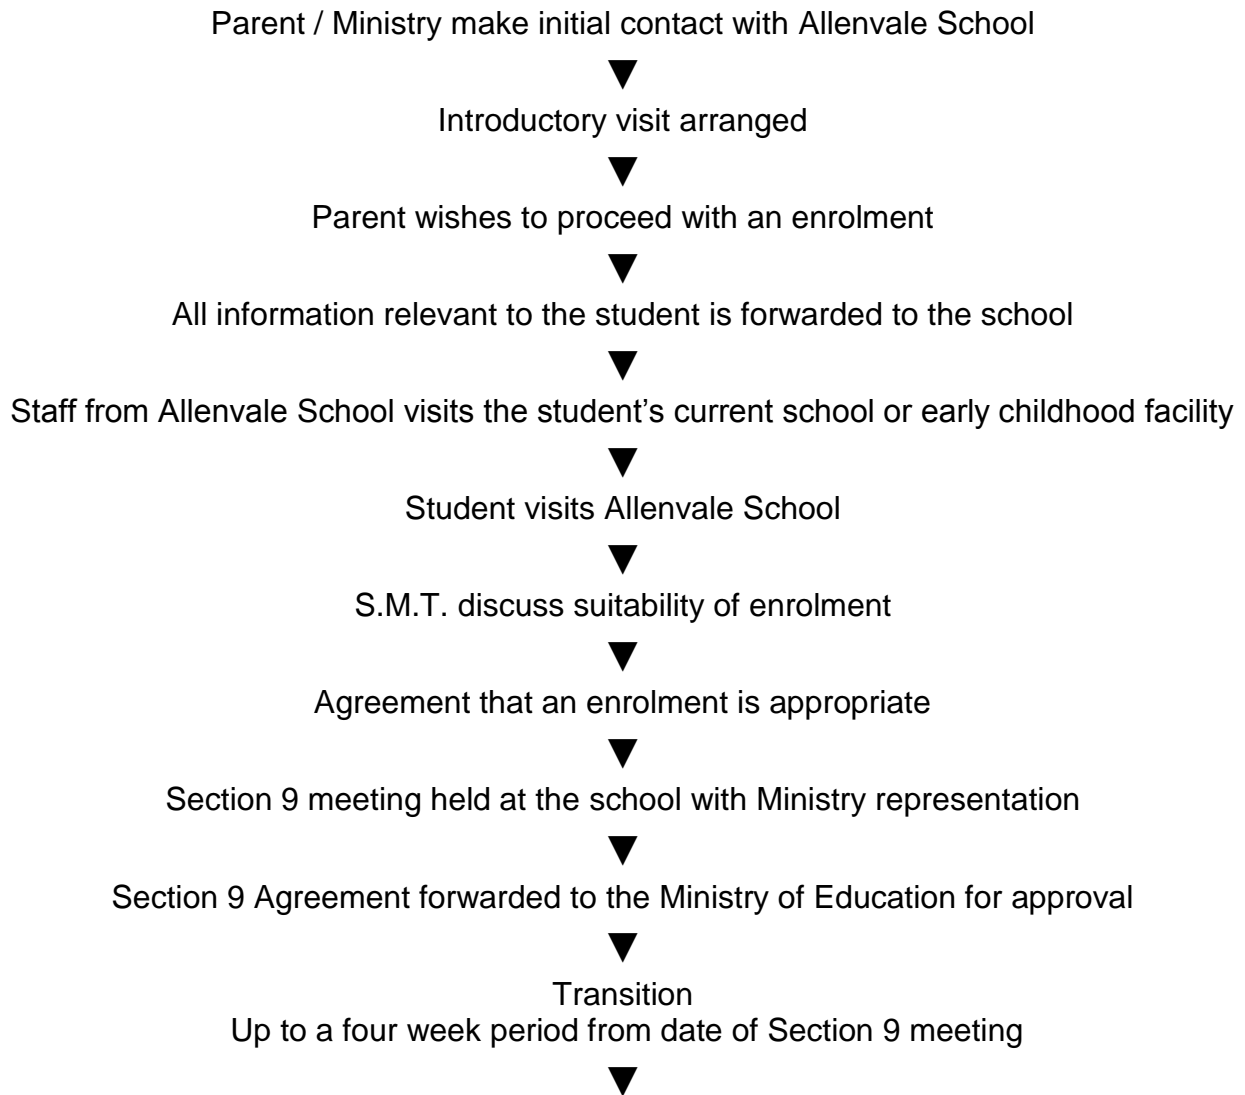 Parent / Ministry make initial contact with Allenvale School
Introductory visit arranged
Parent wishes to proceed with an enrolment
All information relevant to the student is forwarded to the school
Staff from Allenvale School visits the student’s current school or early childhood facility
Student visits Allenvale School
S.M.T. discuss suitability of enrolment
Agreement that an enrolment is appropriate
Section 9 meeting held at the school with Ministry representation
Section 9 Agreement forwarded to the Ministry of Education for approval
Transition
Up to a four week period from date of Section 9 meeting